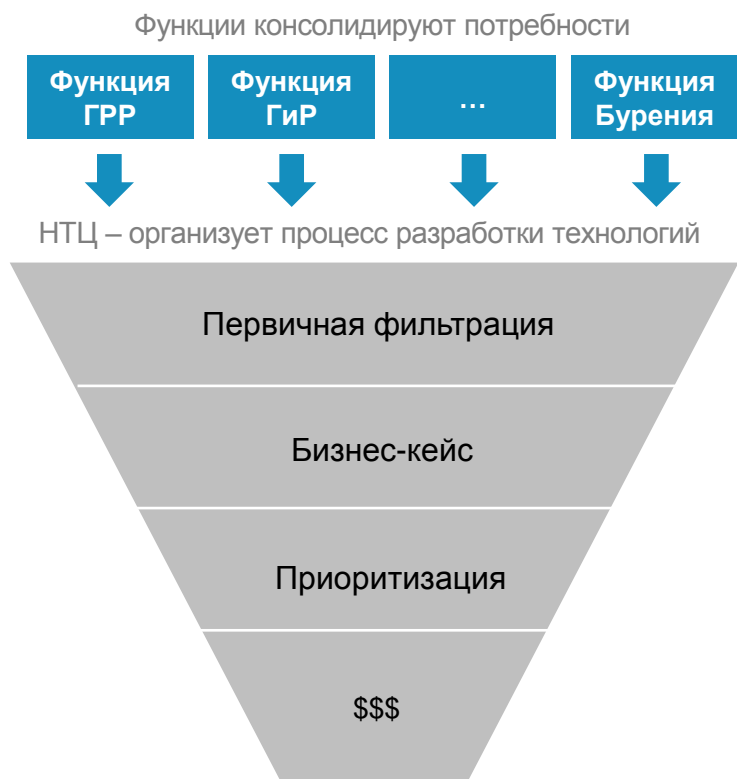 Функции консолидируют потребности
Функция
ГРР
Функция
ГиР
...
Функция
Бурения
НТЦ – организует процесс разработки технологий
Первичная фильтрация
Бизнес-кейс
Приоритизация
$$$